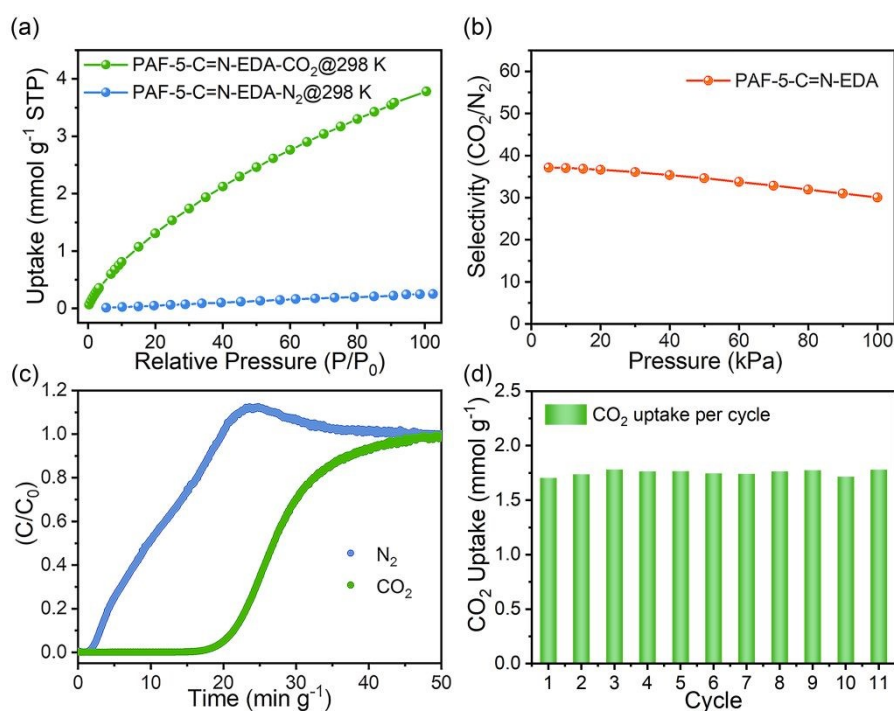 (a)
PAF-5-C=N-EDA-CO₂@298 K
PAF-5-C=N-EDA-N₂@298 K
Uptake (mmol g⁻¹ STP)
4
3
2
1
0
0 20 40 60 80 100
Relative Pressure (P/P₀)
(b)
PAF-5-C=N-EDA
Selectivity (CO₂/N₂)
60
50
40
30
20
10
0
0 20 40 60 80 100
Pressure (kPa)
(c)
(C/C₀)
1.2
1.0
0.8
0.6
0.4
0.2
0.0
N₂
CO₂
0 10 20 30 40 50
Time (min g⁻¹)
(d)
CO₂ uptake per cycle
CO₂ Uptake (mmol g⁻¹)
2.5
2.0
1.5
1.0
0.5
0.0
1 2 3 4 5 6 7 8 9 10 11
Cycle